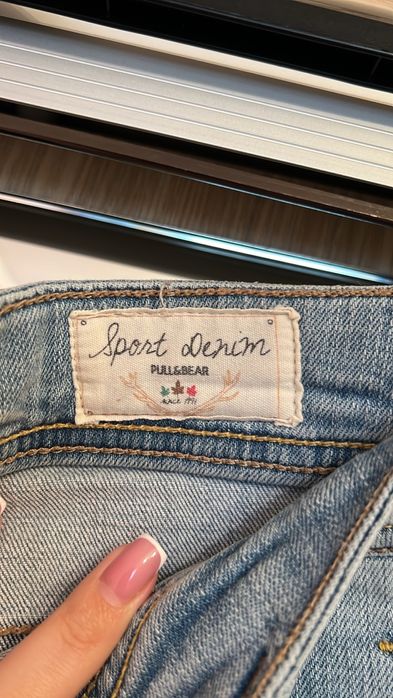 Sport Denim
PULL&BEAR
SINCE 1991